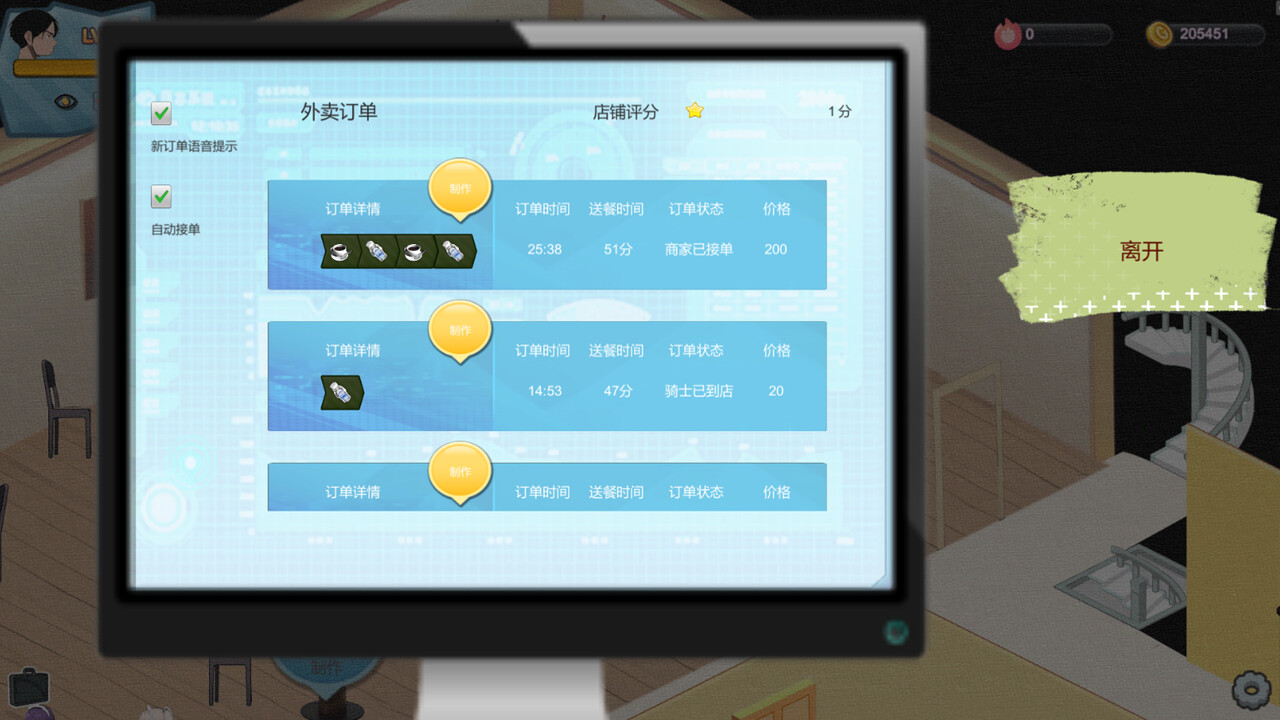 LV
0
205451
外卖订单
店铺评分
1分
新订单语音提示
自动接单
制作
订单详情 订单时间 送餐时间 订单状态 价格
25:38 51分 商家已接单 200
制作
订单详情 订单时间 送餐时间 订单状态 价格
14:53 47分 骑士已到店 20
制作
订单详情 订单时间 送餐时间 订单状态 价格
离开
制作